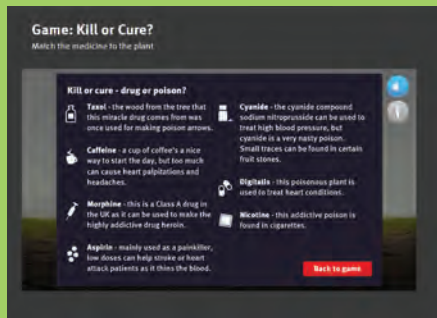 Game: Kill or Cure?
Match the medicine to the plant
Kill or cure - drug or poison?
Taxol - the wood from the tree that
this miracle drug comes from was
once used for making poison arrows.
Caffeine - a cup of coffee's a nice
way to start the day, but too much
can cause heart palpitations and
headaches.
Morphine - this is a Class A drug in
the UK as it can be used to make the
highly addictive drug heroin.
Aspirin - mainly used as a painkiller,
low doses can help stroke or heart
attack patients as it thins the blood.
Cyanide - the cyanide compound
sodium nitroprusside can be used to
treat high blood pressure, but
cyanide is a very nasty poison.
Small traces can be found in certain
fruit stones.
Digitalis - this poisonous plant is
used to treat heart conditions.
Nicotine - this addictive poison is
found in cigarettes.
Back to game